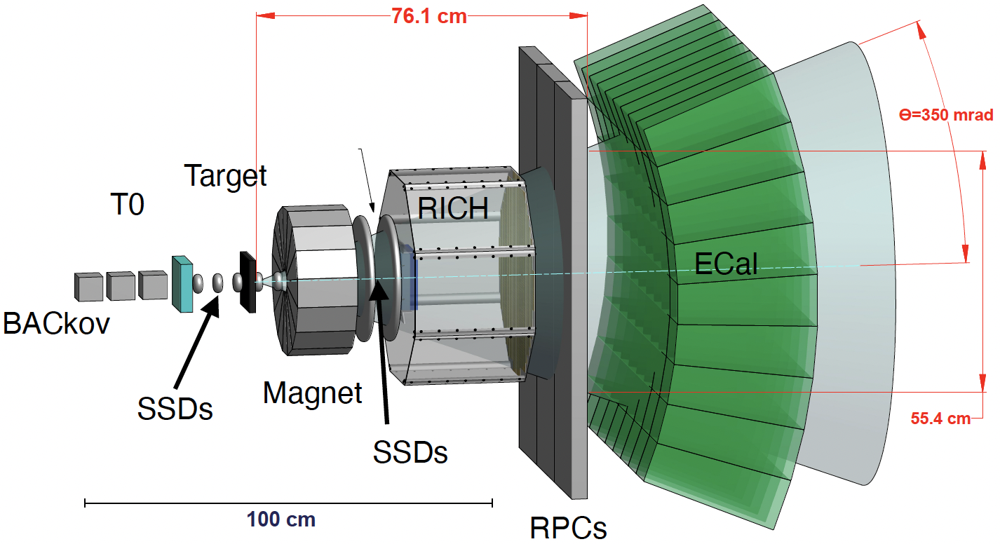 76.1 cm
Ɵ=350 mrad
Target
T0
RICH
ECal
BACkov
Magnet
SSDs
55.4 cm
SSDs
100 cm
RPCs